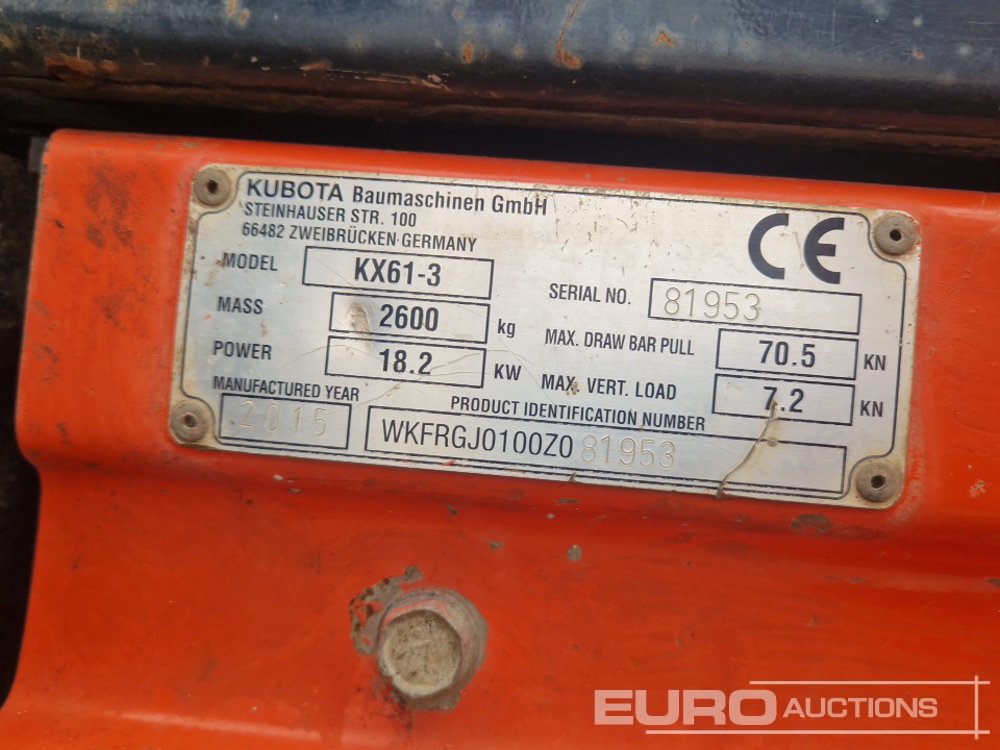 KUBOTA Baumaschinen GmbH
STEINHAUSER STR. 100
66482 ZWEIBRÜCKEN·GERMANY
CE
MODEL KX61-3
SERIAL NO. 81953
MASS 2600 kg
MAX. DRAW BAR PULL 70.5 KN
POWER 18.2 KW
MAX. VERT. LOAD 7.2 KN
MANUFACTURED YEAR
2015
PRODUCT IDENTIFICATION NUMBER
WKFRGJ0100Z081953
EURO AUCTIONS